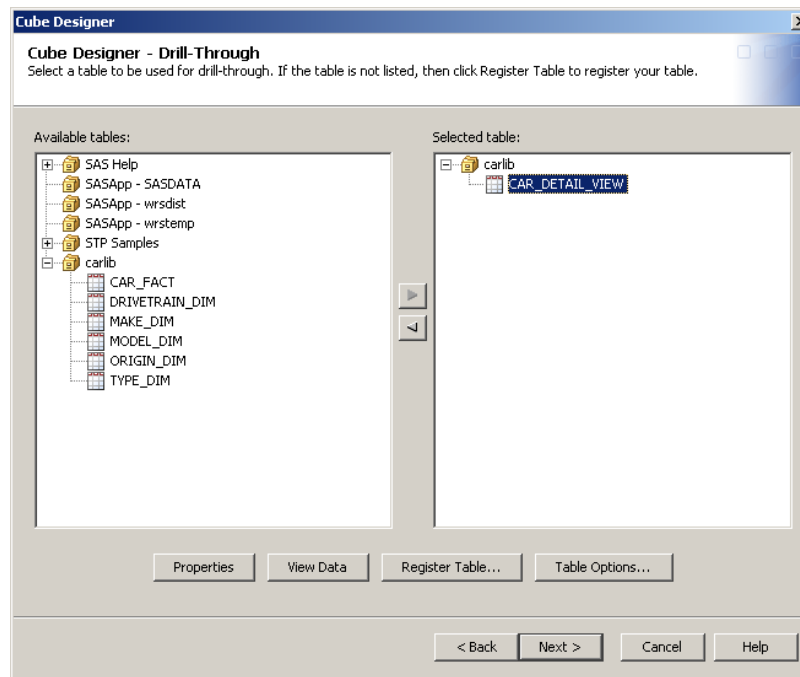 Cube Designer
Cube Designer - Drill-Through
Select a table to be used for drill-through. If the table is not listed, then click Register Table to register your table.
Available tables:
SAS Help
SASApp - SASDATA
SASApp - wrsdist
SASApp - wrstemp
STP Samples
carlib
CAR_FACT
DRIVETRAIN_DIM
MAKE_DIM
MODEL_DIM
ORIGIN_DIM
TYPE_DIM
Selected table:
carlib
CAR_DETAIL_VIEW
Properties View Data Register Table... Table Options...
< Back Next > Cancel Help